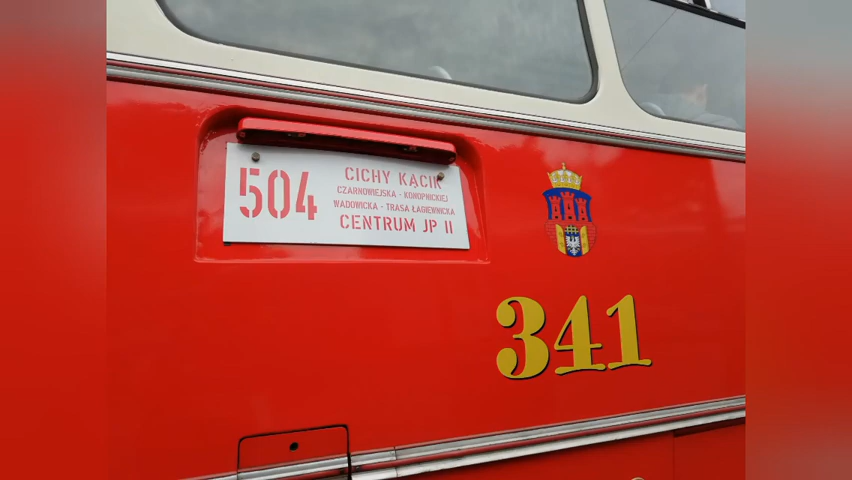 504
CICHY KĄCIK
CZARNOWIEJSKA - KONOPNICKIEJ
WADOWICKA - TRASA ŁAGIEWNICKA
CENTRUM JP II
341